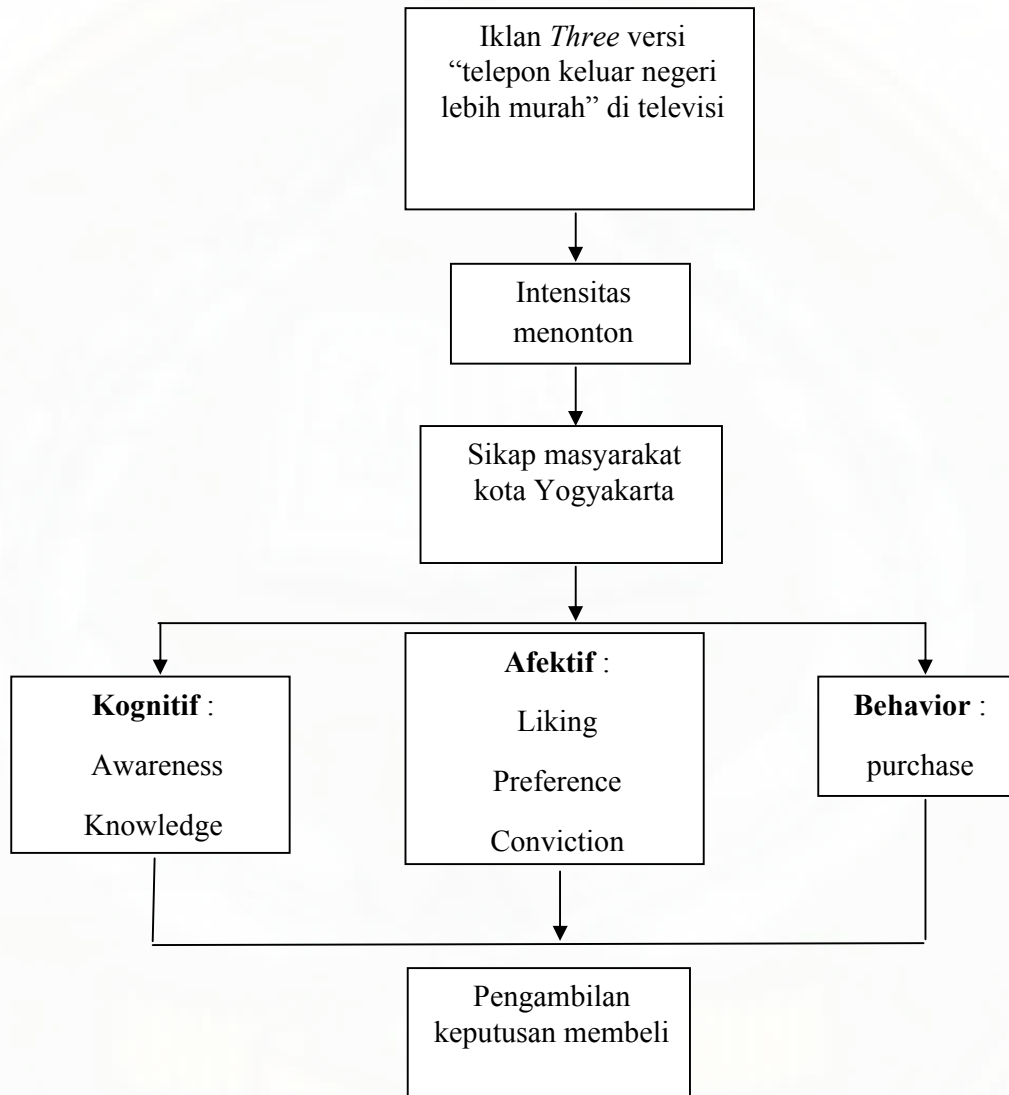 Iklan Three versi
“telepon keluar negeri
lebih murah” di televisi
Intensitas
menonton
Sikap masyarakat
kota Yogyakarta
Kognitif :
Awareness
Knowledge
Afektif :
Liking
Preference
Conviction
Behavior :
purchase
Pengambilan
keputusan membeli